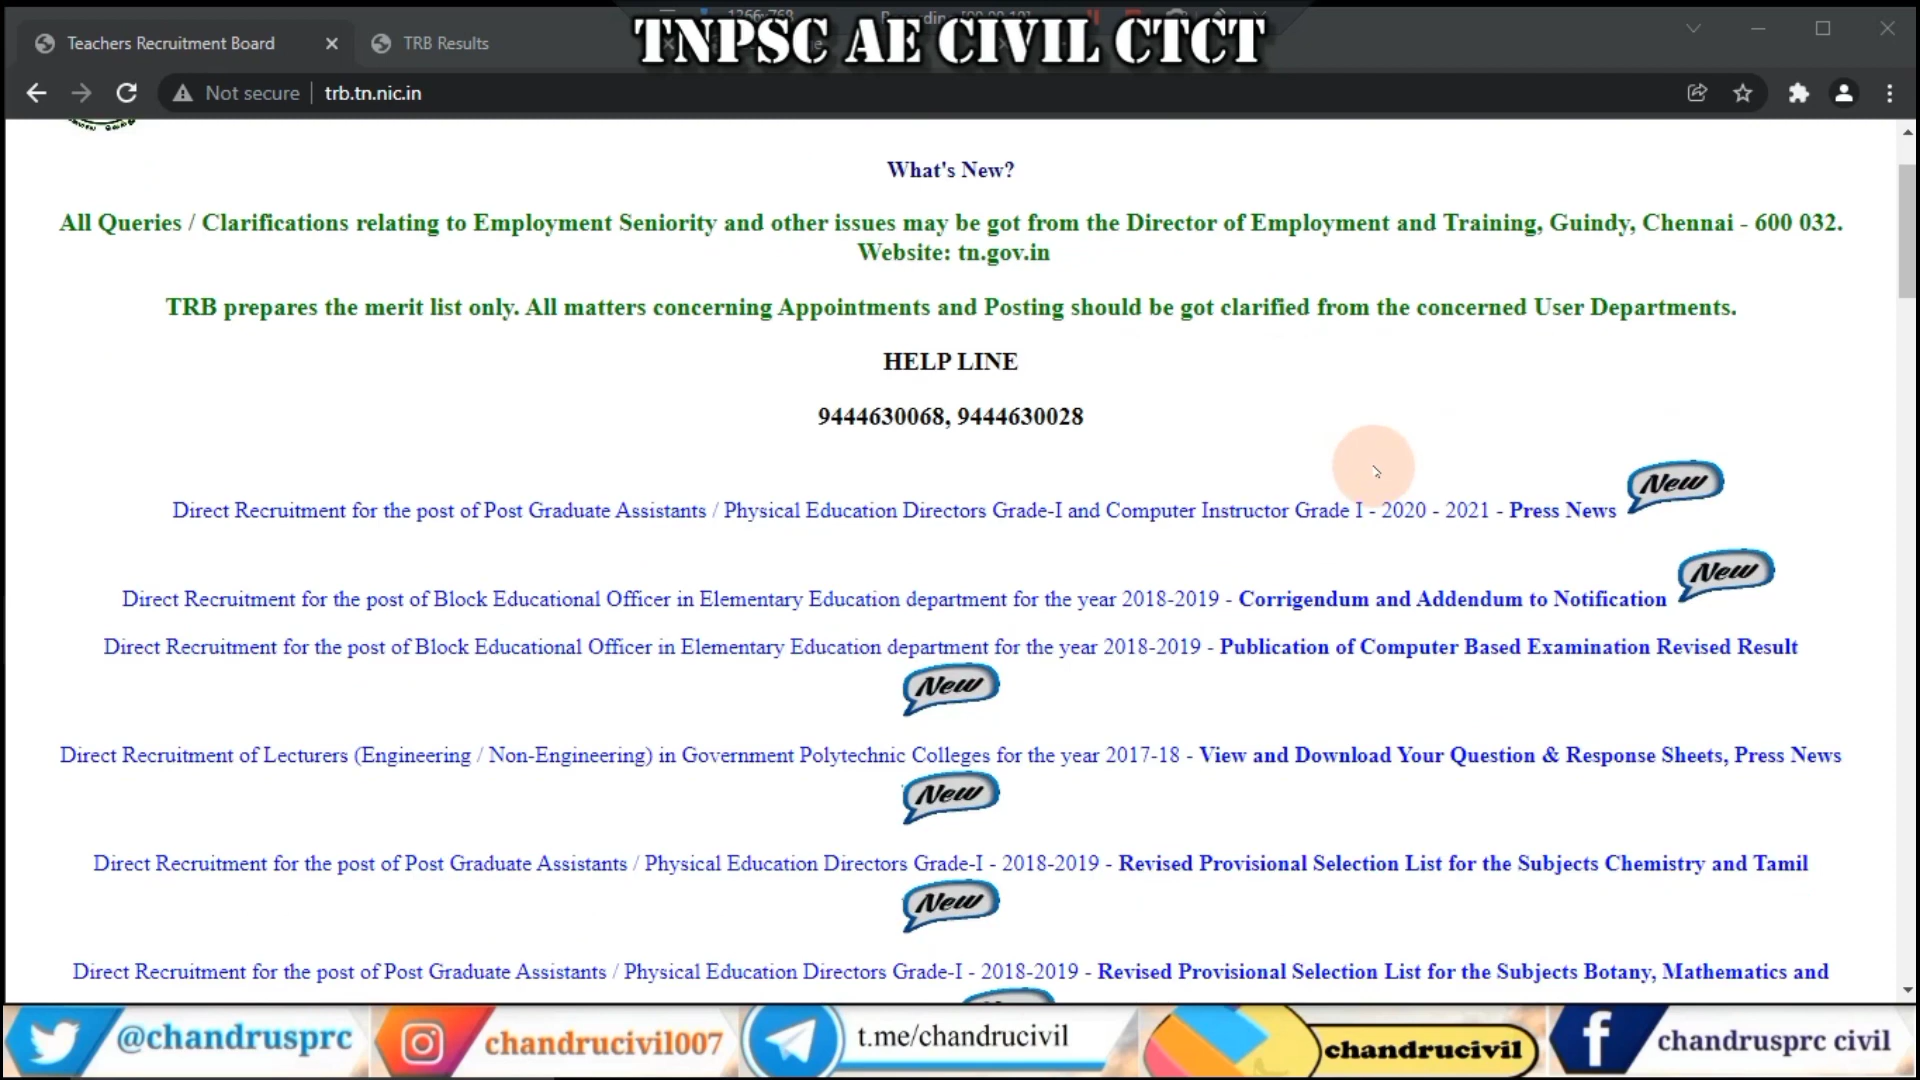 TNPSC AE CIVIL CTCT
Teachers Recruitment Board
TRB Results
Not secure
trb.tn.nic.in
What's New?
All Queries / Clarifications relating to Employment Seniority and other issues may be got from the Director of Employment and Training, Guindy, Chennai - 600 032.
Website: tn.gov.in
TRB prepares the merit list only. All matters concerning Appointments and Posting should be got clarified from the concerned User Departments.
HELP LINE
9444630068, 9444630028
Direct Recruitment for the post of Post Graduate Assistants / Physical Education Directors Grade-I and Computer Instructor Grade I - 2020 - 2021 - Press News New
Direct Recruitment for the post of Block Educational Officer in Elementary Education department for the year 2018-2019 - Corrigendum and Addendum to Notification New
Direct Recruitment for the post of Block Educational Officer in Elementary Education department for the year 2018-2019 - Publication of Computer Based Examination Revised Result
New
Direct Recruitment of Lecturers (Engineering / Non-Engineering) in Government Polytechnic Colleges for the year 2017-18 - View and Download Your Question & Response Sheets, Press News
New
Direct Recruitment for the post of Post Graduate Assistants / Physical Education Directors Grade-I - 2018-2019 - Revised Provisional Selection List for the Subjects Chemistry and Tamil
New
Direct Recruitment for the post of Post Graduate Assistants / Physical Education Directors Grade-I - 2018-2019 - Revised Provisional Selection List for the Subjects Botany, Mathematics and
@chandrusprc
chandrucivil007
t.me/chandrucivil
chandrucivil
chandrusprc civil